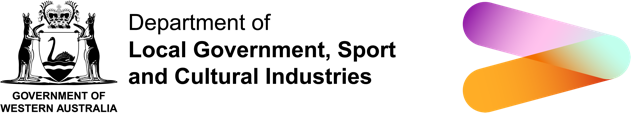 GOVERNMENT OF
WESTERN AUSTRALIA
Department of
Local Government, Sport
and Cultural Industries